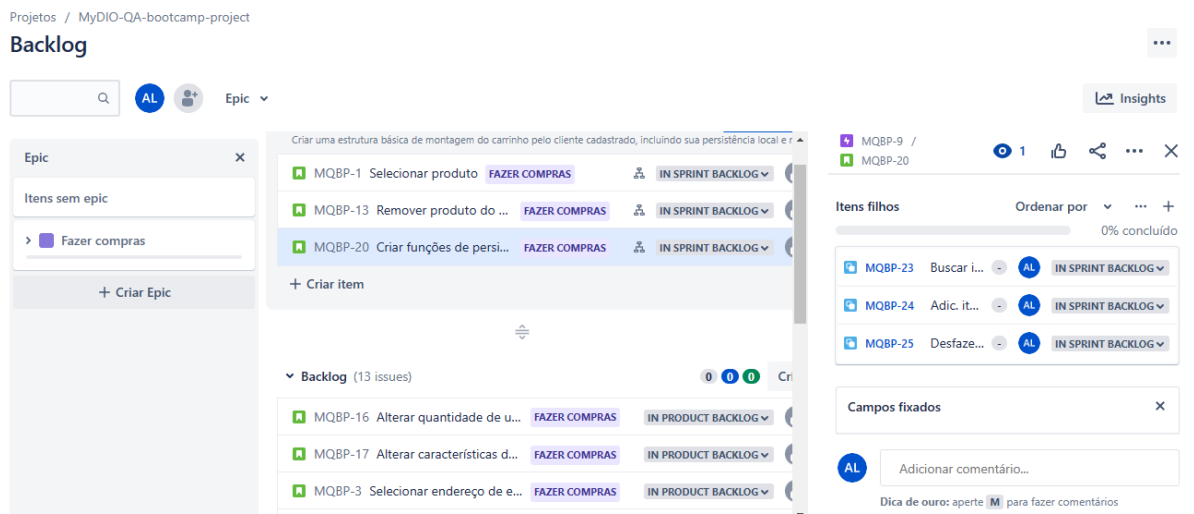 Projetos / MyDIO-QA-bootcamp-project
Backlog
AL Epic
Insights
Epic
Itens sem epic
Fazer compras
+ Criar Epic
Criar uma estrutura básica de montagem do carrinho pelo cliente cadastrado, incluindo sua persistência local e r
MQBP-1 Selecionar produto FAZER COMPRAS IN SPRINT BACKLOG
MQBP-13 Remover produto do ... FAZER COMPRAS IN SPRINT BACKLOG
MQBP-20 Criar funções de persi... FAZER COMPRAS IN SPRINT BACKLOG
+ Criar item
Backlog (13 issues) 0 0 0 Cri
MQBP-16 Alterar quantidade de u... FAZER COMPRAS IN PRODUCT BACKLOG
MQBP-17 Alterar características d... FAZER COMPRAS IN PRODUCT BACKLOG
MQBP-3 Selecionar endereço de e... FAZER COMPRAS IN PRODUCT BACKLOG
MQBP-9 /
MQBP-20
1
Itens filhos Ordenar por
0% concluído
MQBP-23 Buscar i... - AL IN SPRINT BACKLOG
MQBP-24 Adic. it... - AL IN SPRINT BACKLOG
MQBP-25 Desfaze... - AL IN SPRINT BACKLOG
Campos fixados
AL Adicionar comentário...
Dica de ouro: aperte M para fazer comentários